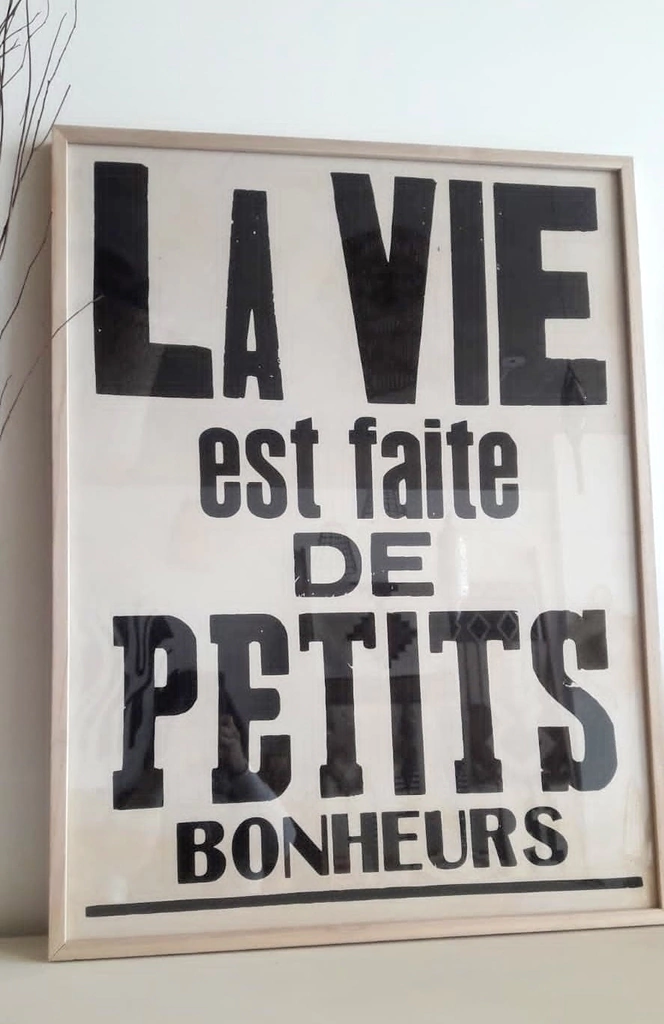 LA VIE
est faite
DE
PETITS
BONHEURS